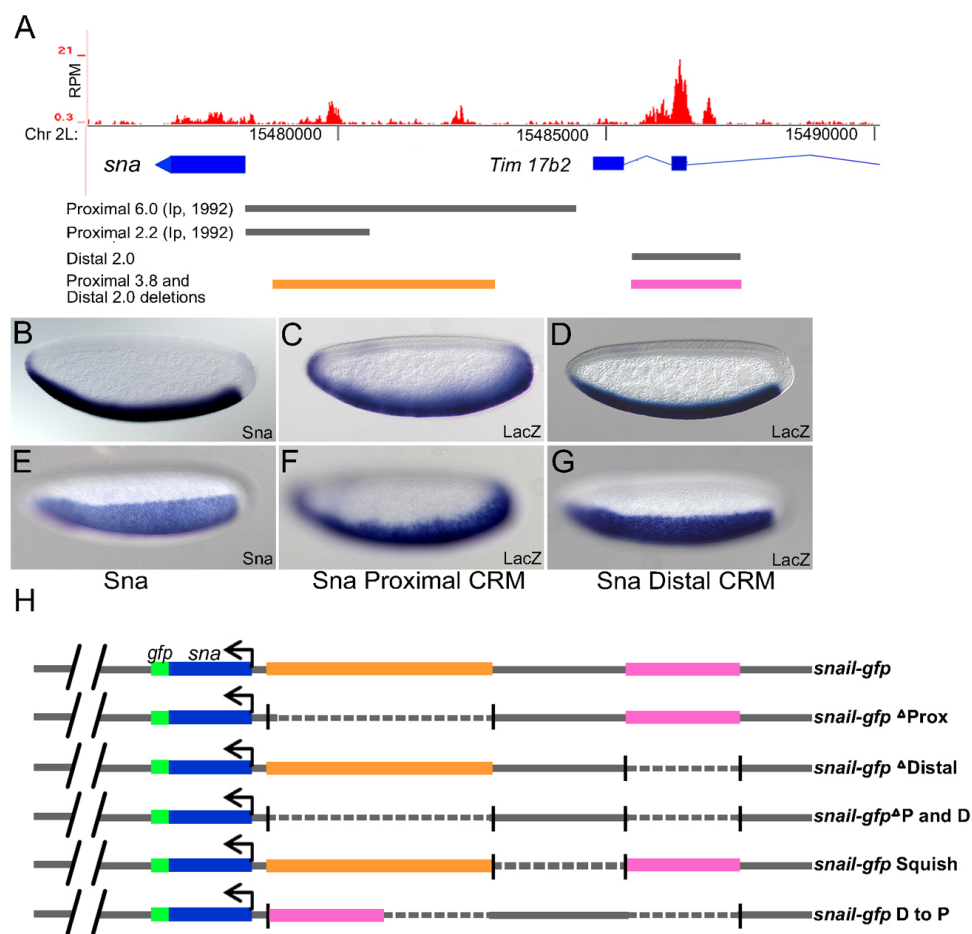 A
21
RPM
0.3
Chr 2L:
15480000
15485000
15490000
sna
Tim 17b2
Proximal 6.0 (Ip, 1992)
Proximal 2.2 (Ip, 1992)
Distal 2.0
Proximal 3.8 and
Distal 2.0 deletions
B
Sna
C
LacZ
D
LacZ
E
Sna
F
LacZ
G
LacZ
Sna
Sna Proximal CRM
Sna Distal CRM
H
gfp sna
snail-gfp
snail-gfp ΔProx
snail-gfp ΔDistal
snail-gfpΔP and D
snail-gfp Squish
snail-gfp D to P